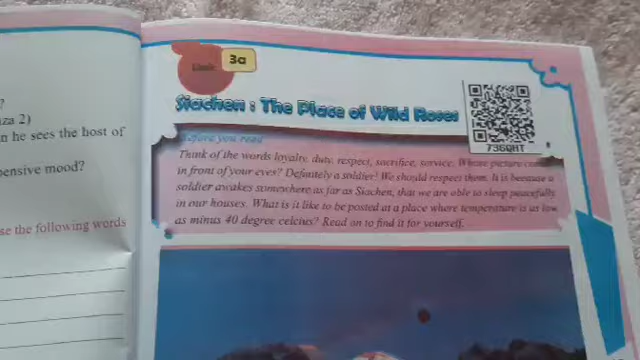 ?
za 2)
n he sees the host of
ensive mood?
se the following words
Unit
3a
Siachen : The Place of Wild Roses
736QHT
Before you read
Think of the words loyalty, duty, respect, sacrifice, service. Whose picture
in front of your eyes? Definitely a soldier! We should respect them. It is because a
soldier awakes somewhere as far as Siachen, that we are able to sleep peacefully
in our houses. What is it like to be posted at a place where temperature is as low
as minus 40 degree celcius? Read on to find it for yourself.